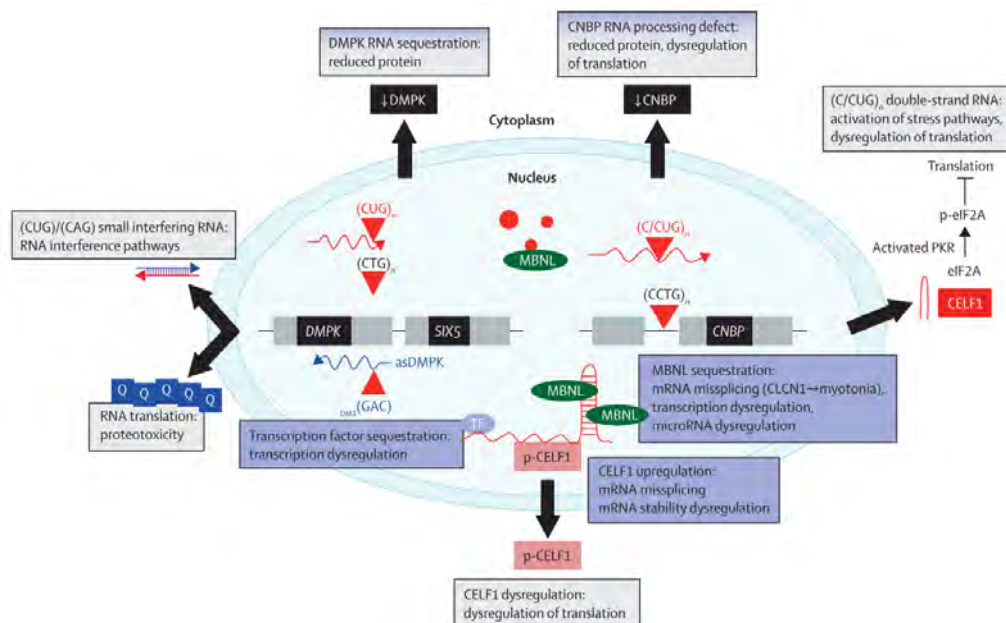 DMPK RNA sequestration:
reduced protein
CNBP RNA processing defect:
reduced protein, dysregulation
of translation
↓DMPK
↓CNBP
(C/CUG)n double-strand RNA:
activation of stress pathways,
dysregulation of translation
Cytoplasm
Nucleus
Translation
p-eIF2A
Activated PKR
eIF2A
CELF1
(CUG)/(CAG) small interfering RNA:
RNA interference pathways
(CUG)n
(CTG)n
MBNL
(C/CUG)n
(CCTG)n
DMPK
SIX5
CNBP
asDMPK
DM1(GAC)
Q Q Q Q Q
RNA translation:
proteotoxicity
Transcription factor sequestration:
transcription dysregulation
TF
MBNL
MBNL
p-CELF1
MBNL sequestration:
mRNA missplicing (CLCN1→myotonia),
transcription dysregulation,
microRNA dysregulation
CELF1 upregulation:
mRNA missplicing
mRNA stability dysregulation
p-CELF1
CELF1 dysregulation:
dysregulation of translation